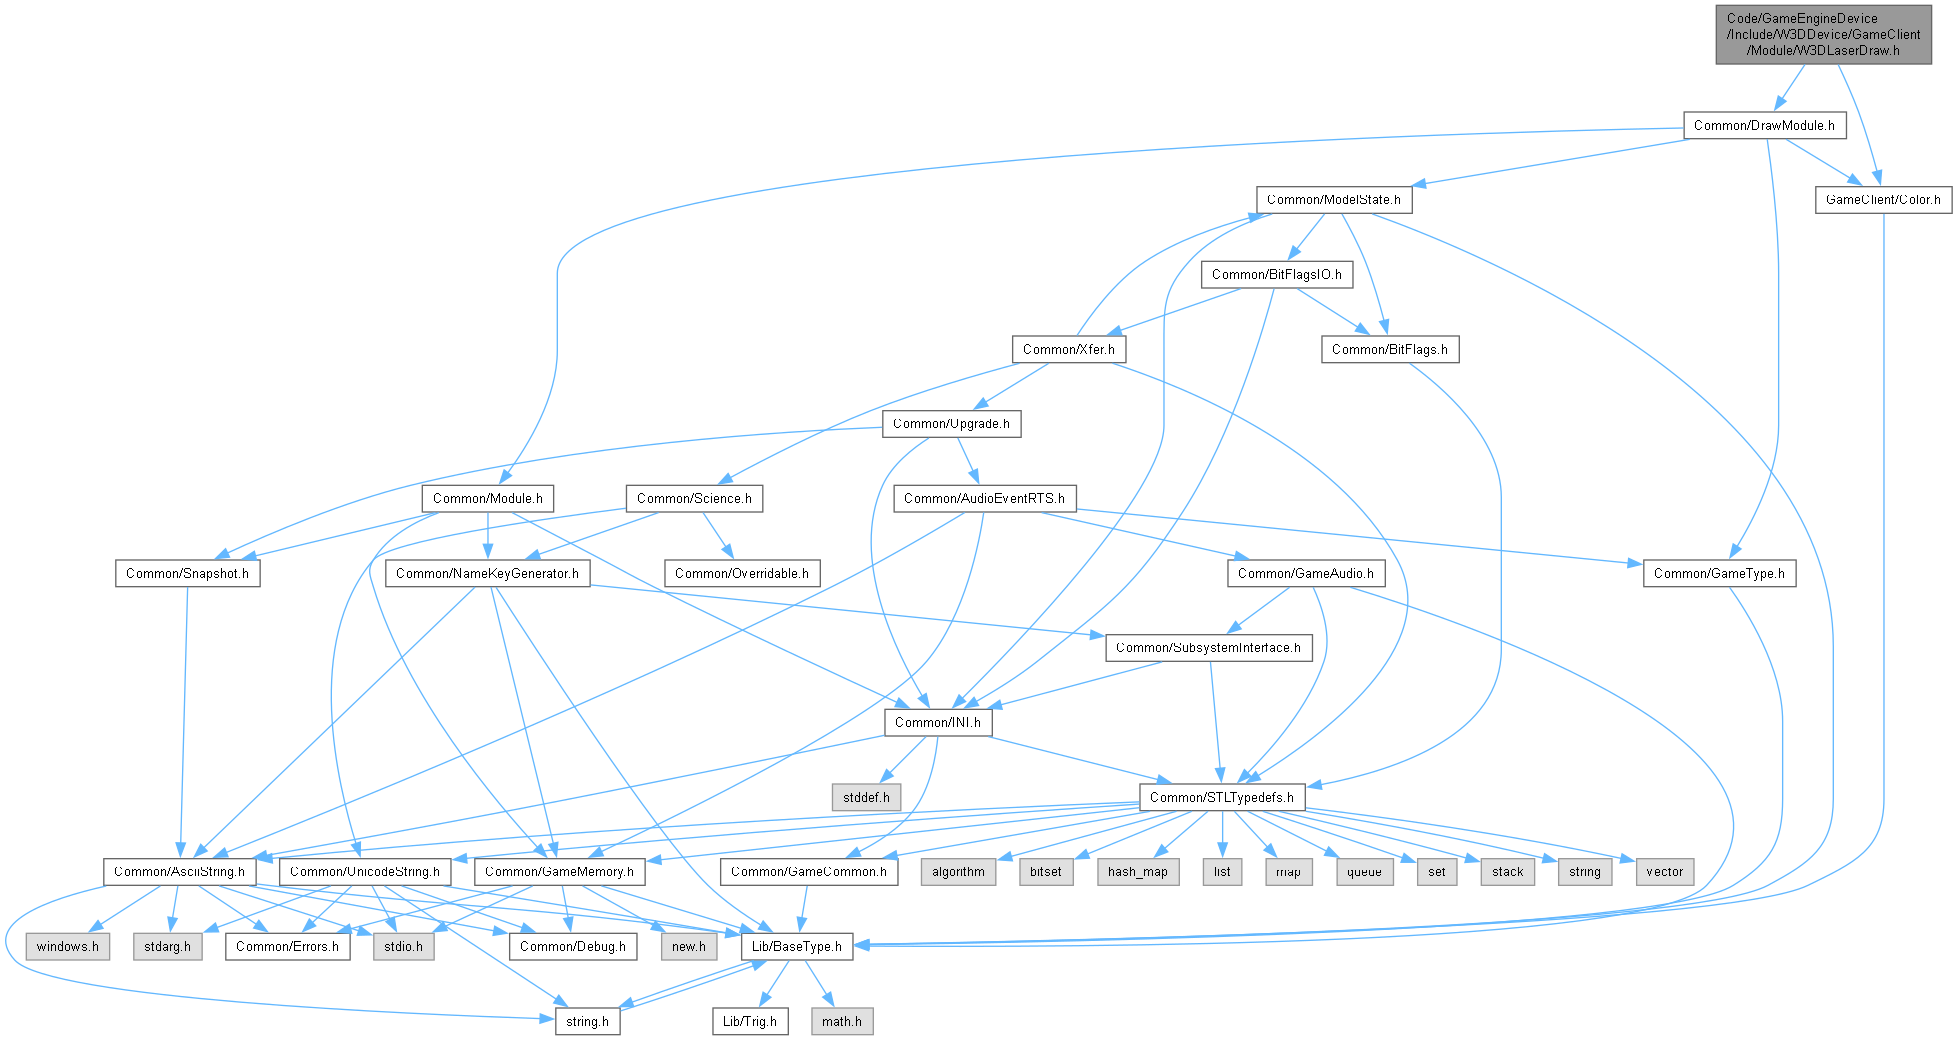 Code/GameEngineDevice
/Include/W3DDevice/GameClient
/Module/W3DLaserDraw.h
Common/DrawModule.h
Common/ModelState.h
GameClient/Color.h
Common/BitFlagsIO.h
Common/Xfer.h
Common/BitFlags.h
Common/Upgrade.h
Common/Module.h
Common/Science.h
Common/AudioEventRTS.h
Common/Snapshot.h
Common/NameKeyGenerator.h
Common/Overridable.h
Common/GameAudio.h
Common/GameType.h
Common/SubsystemInterface.h
Common/INI.h
stddef.h
Common/STLTypedefs.h
Common/AsciiString.h
Common/UnicodeString.h
Common/GameMemory.h
Common/GameCommon.h
algorithm
bitset
hash_map
list
map
queue
set
stack
string
vector
windows.h
stdarg.h
Common/Errors.h
stdio.h
Common/Debug.h
new.h
Lib/BaseType.h
string.h
Lib/Trig.h
math.h